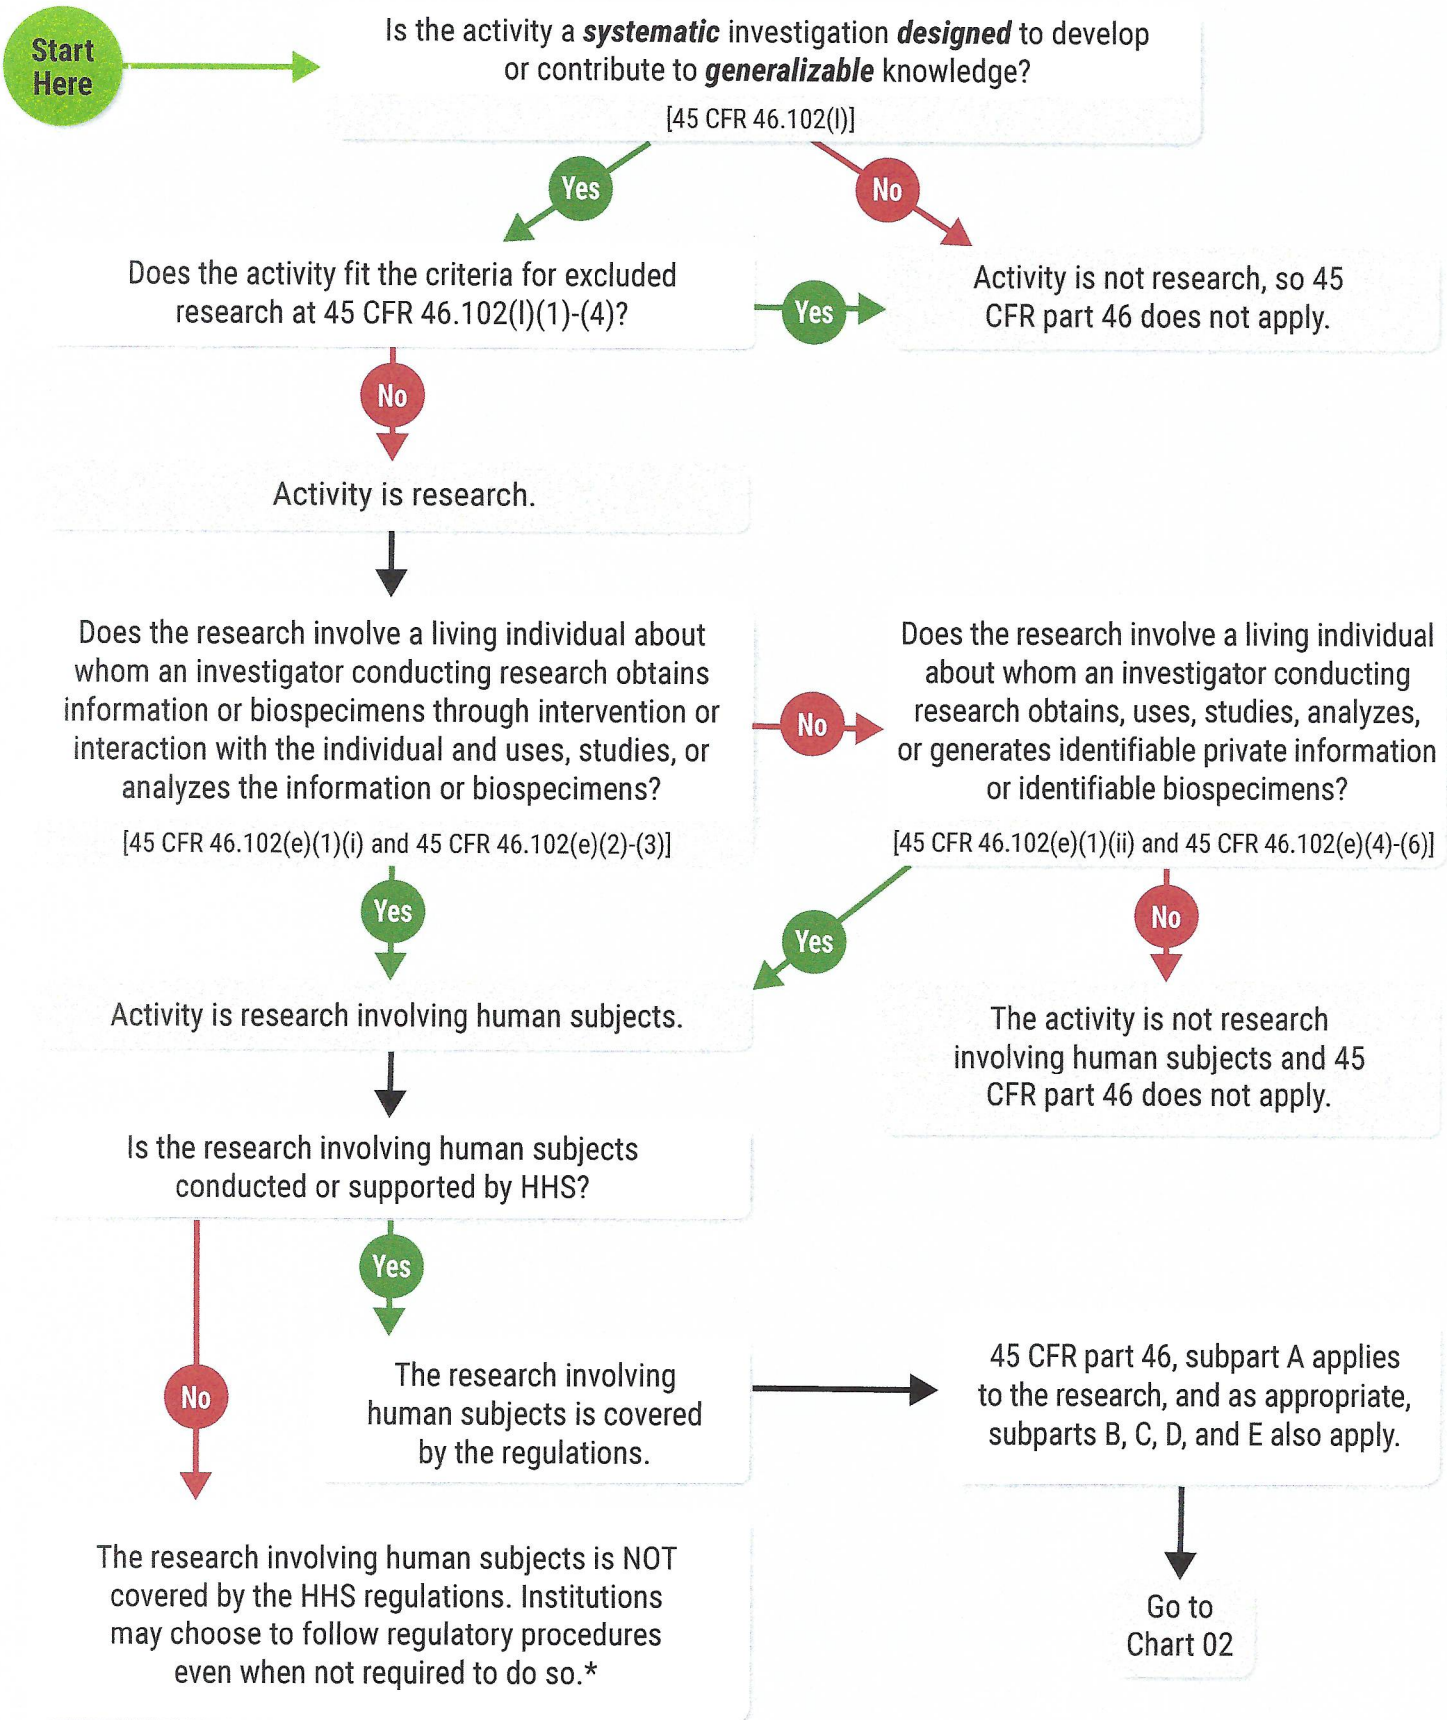 Start
Here
Is the activity a systematic investigation designed to develop
or contribute to generalizable knowledge?
[45 CFR 46.102(l)]
Yes
No
Does the activity fit the criteria for excluded
research at 45 CFR 46.102(l)(1)-(4)?
Yes
Activity is not research, so 45
CFR part 46 does not apply.
No
Activity is research.
Does the research involve a living individual about
whom an investigator conducting research obtains
information or biospecimens through intervention or
interaction with the individual and uses, studies, or
analyzes the information or biospecimens?
[45 CFR 46.102(e)(1)(i) and 45 CFR 46.102(e)(2)-(3)]
No
Does the research involve a living individual
about whom an investigator conducting
research obtains, uses, studies, analyzes,
or generates identifiable private information
or identifiable biospecimens?
[45 CFR 46.102(e)(1)(ii) and 45 CFR 46.102(e)(4)-(6)]
Yes
Yes
No
Activity is research involving human subjects.
The activity is not research
involving human subjects and 45
CFR part 46 does not apply.
Is the research involving human subjects
conducted or supported by HHS?
Yes
No
The research involving
human subjects is covered
by the regulations.
45 CFR part 46, subpart A applies
to the research, and as appropriate,
subparts B, C, D, and E also apply.
The research involving human subjects is NOT
covered by the HHS regulations. Institutions
may choose to follow regulatory procedures
even when not required to do so.*
Go to
Chart 02